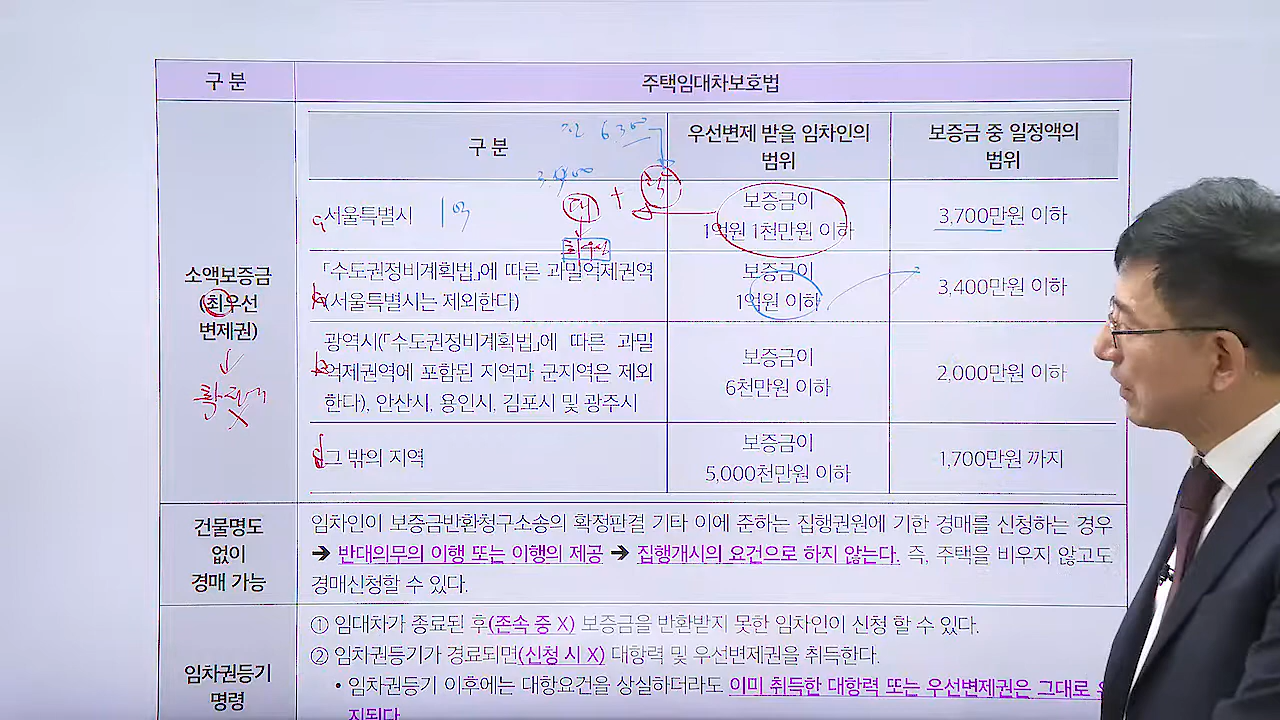 구 분
주택임대차보호법
구 분
우선변제 받을 임차인의
범위
보증금 중 일정액의
범위
소액보증금
(최우선
변제권)
서울특별시
1억
보증금이
1억원 1천만원 이하
3,700만원 이하
「수도권정비계획법」에 따른 과밀억제권역
(서울특별시는 제외한다)
보증금이
1억원 이하
3,400만원 이하
광역시(「수도권정비계획법」에 따른 과밀
억제권역에 포함된 지역과 군지역은 제외
한다), 안산시, 용인시, 김포시 및 광주시
보증금이
6천만원 이하
2,000만원 이하
그 밖의 지역
보증금이
5,000천만원 이하
1,700만원 까지
건물명도
없이
경매 가능
임차인이 보증금반환청구소송의 확정판결 기타 이에 준하는 집행권원에 기한 경매를 신청하는 경우
➔ 반대의무의 이행 또는 이행의 제공 ➔ 집행개시의 요건으로 하지 않는다. 즉, 주택을 비우지 않고도
경매신청할 수 있다.
임차권등기
명령
① 임대차가 종료된 후(존속 중 X) 보증금을 반환받지 못한 임차인이 신청 할 수 있다.
② 임차권등기가 경료되면(신청 시 X) 대항력 및 우선변제권을 취득한다.
• 임차권등기 이후에는 대항요건을 상실하더라도 이미 취득한 대항력 또는 우선변제권은 그대로
지된다